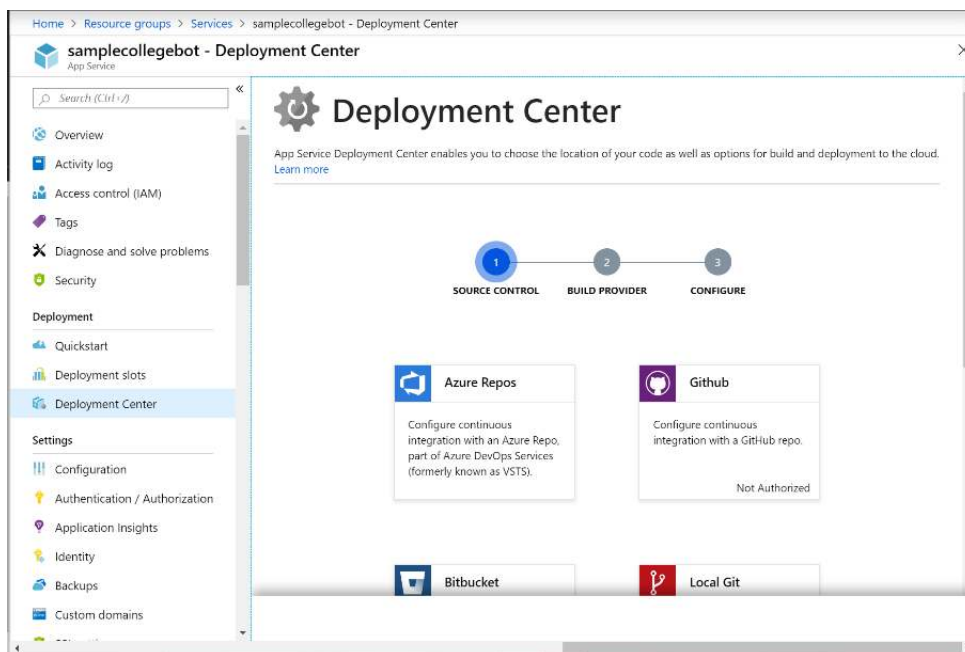 Home > Resource groups > Services > samplecollegebot - Deployment Center
samplecollegebot - Deployment Center
App Service
Search (Ctrl+/)
Overview
Activity log
Access control (IAM)
Tags
Diagnose and solve problems
Security
Deployment
Quickstart
Deployment slots
Deployment Center
Settings
Configuration
Authentication / Authorization
Application Insights
Identity
Backups
Custom domains
Deployment Center
App Service Deployment Center enables you to choose the location of your code as well as options for build and deployment to the cloud.
Learn more
1
2
3
SOURCE CONTROL
BUILD PROVIDER
CONFIGURE
Azure Repos
Configure continuous
integration with an Azure Repo,
part of Azure DevOps Services
(formerly known as VSTS).
Github
Configure continuous
integration with a GitHub repo.
Not Authorized
Bitbucket
Local Git